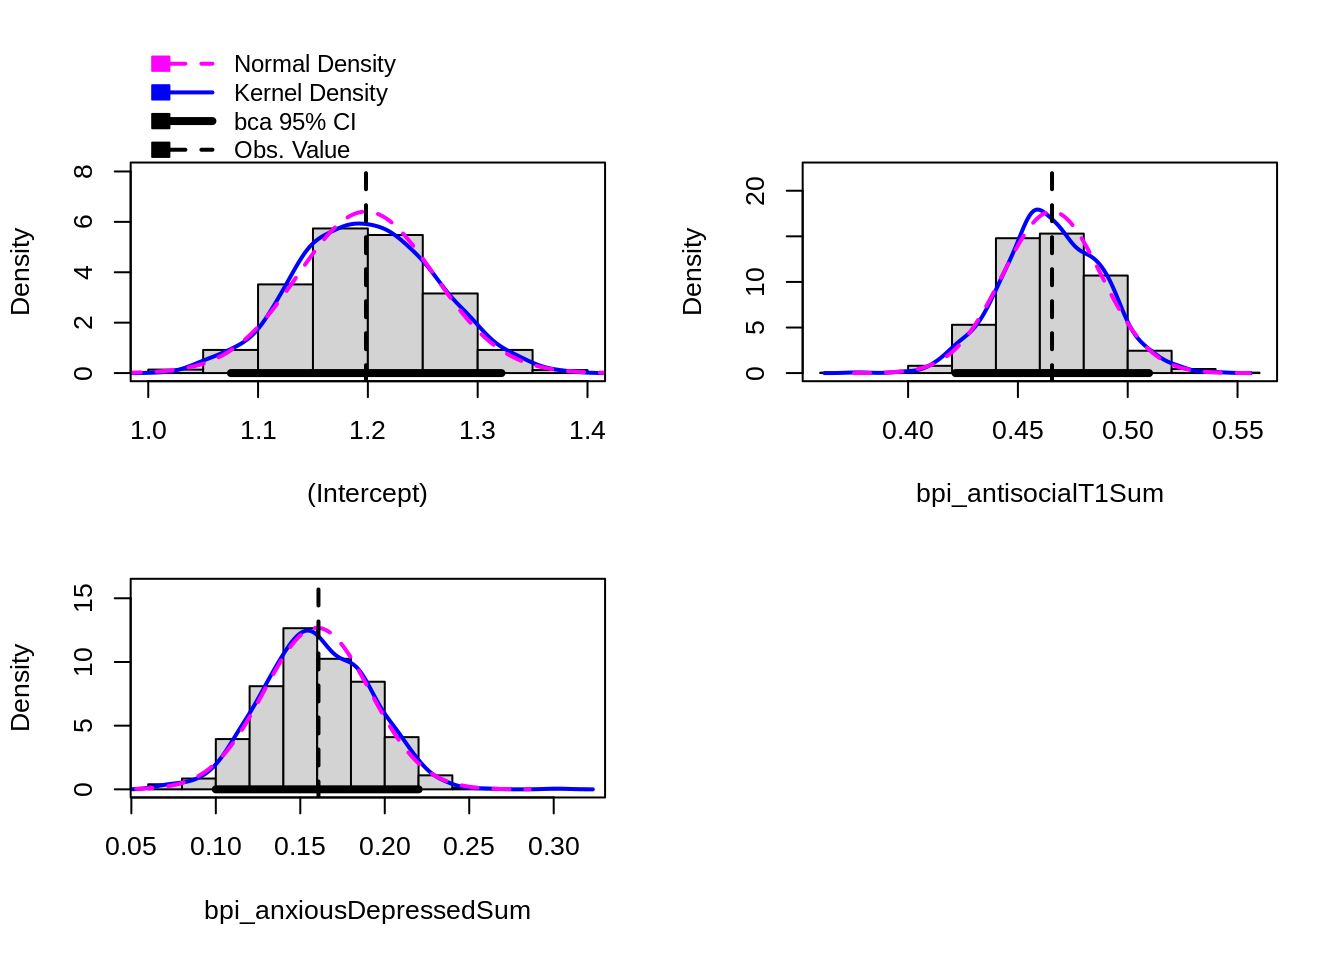 Normal Density
Kernel Density
bca 95% CI
Obs. Value
Density
0 2 4 6 8
1.0 1.1 1.2 1.3 1.4
(Intercept)
Density
0 5 10 20
0.40 0.45 0.50 0.55
bpi_antisocialT1Sum
Density
0 5 10 15
0.05 0.10 0.15 0.20 0.25 0.30
bpi_anxiousDepressedSum